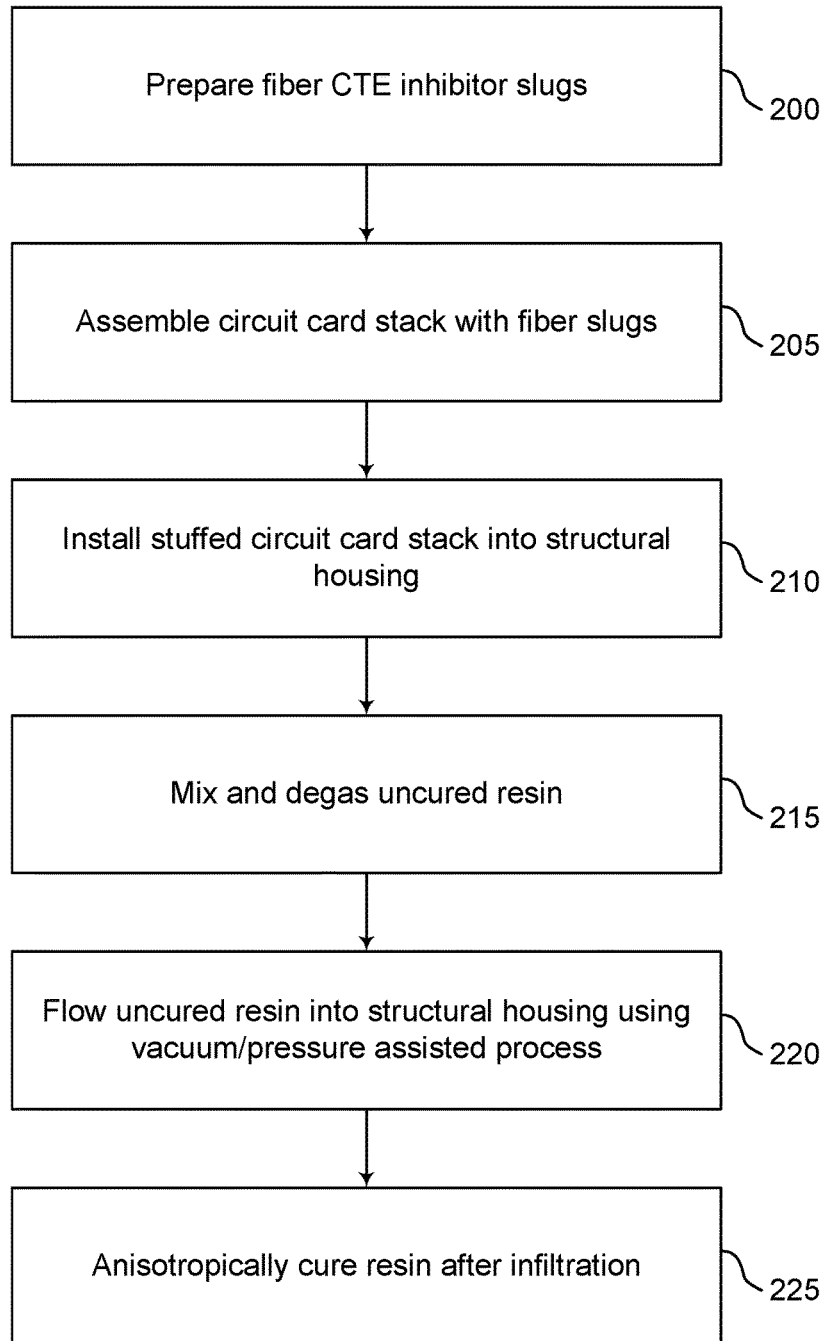 Prepare fiber CTE inhibitor slugs
200
Assemble circuit card stack with fiber slugs
205
Install stuffed circuit card stack into structural
housing
210
Mix and degas uncured resin
215
Flow uncured resin into structural housing using
vacuum/pressure assisted process
220
Anisotropically cure resin after infiltration
225